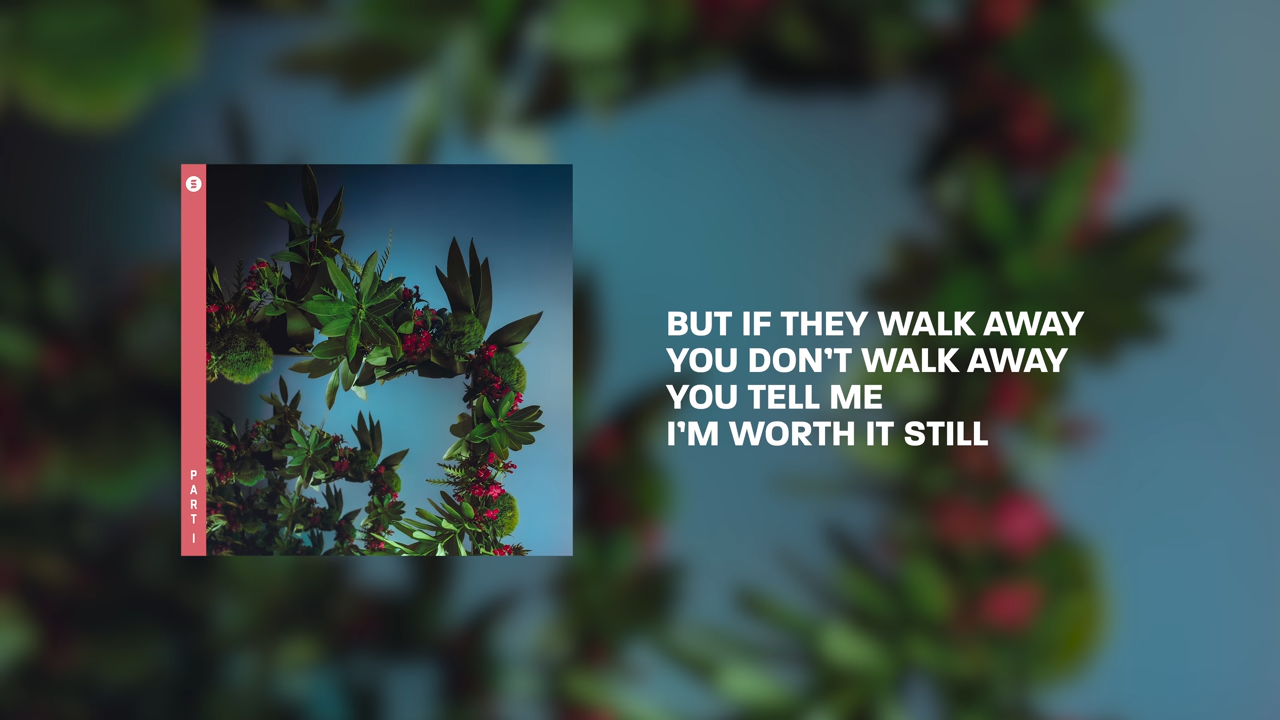 PART I
BUT IF THEY WALK AWAY
YOU DON'T WALK AWAY
YOU TELL ME
I'M WORTH IT STILL